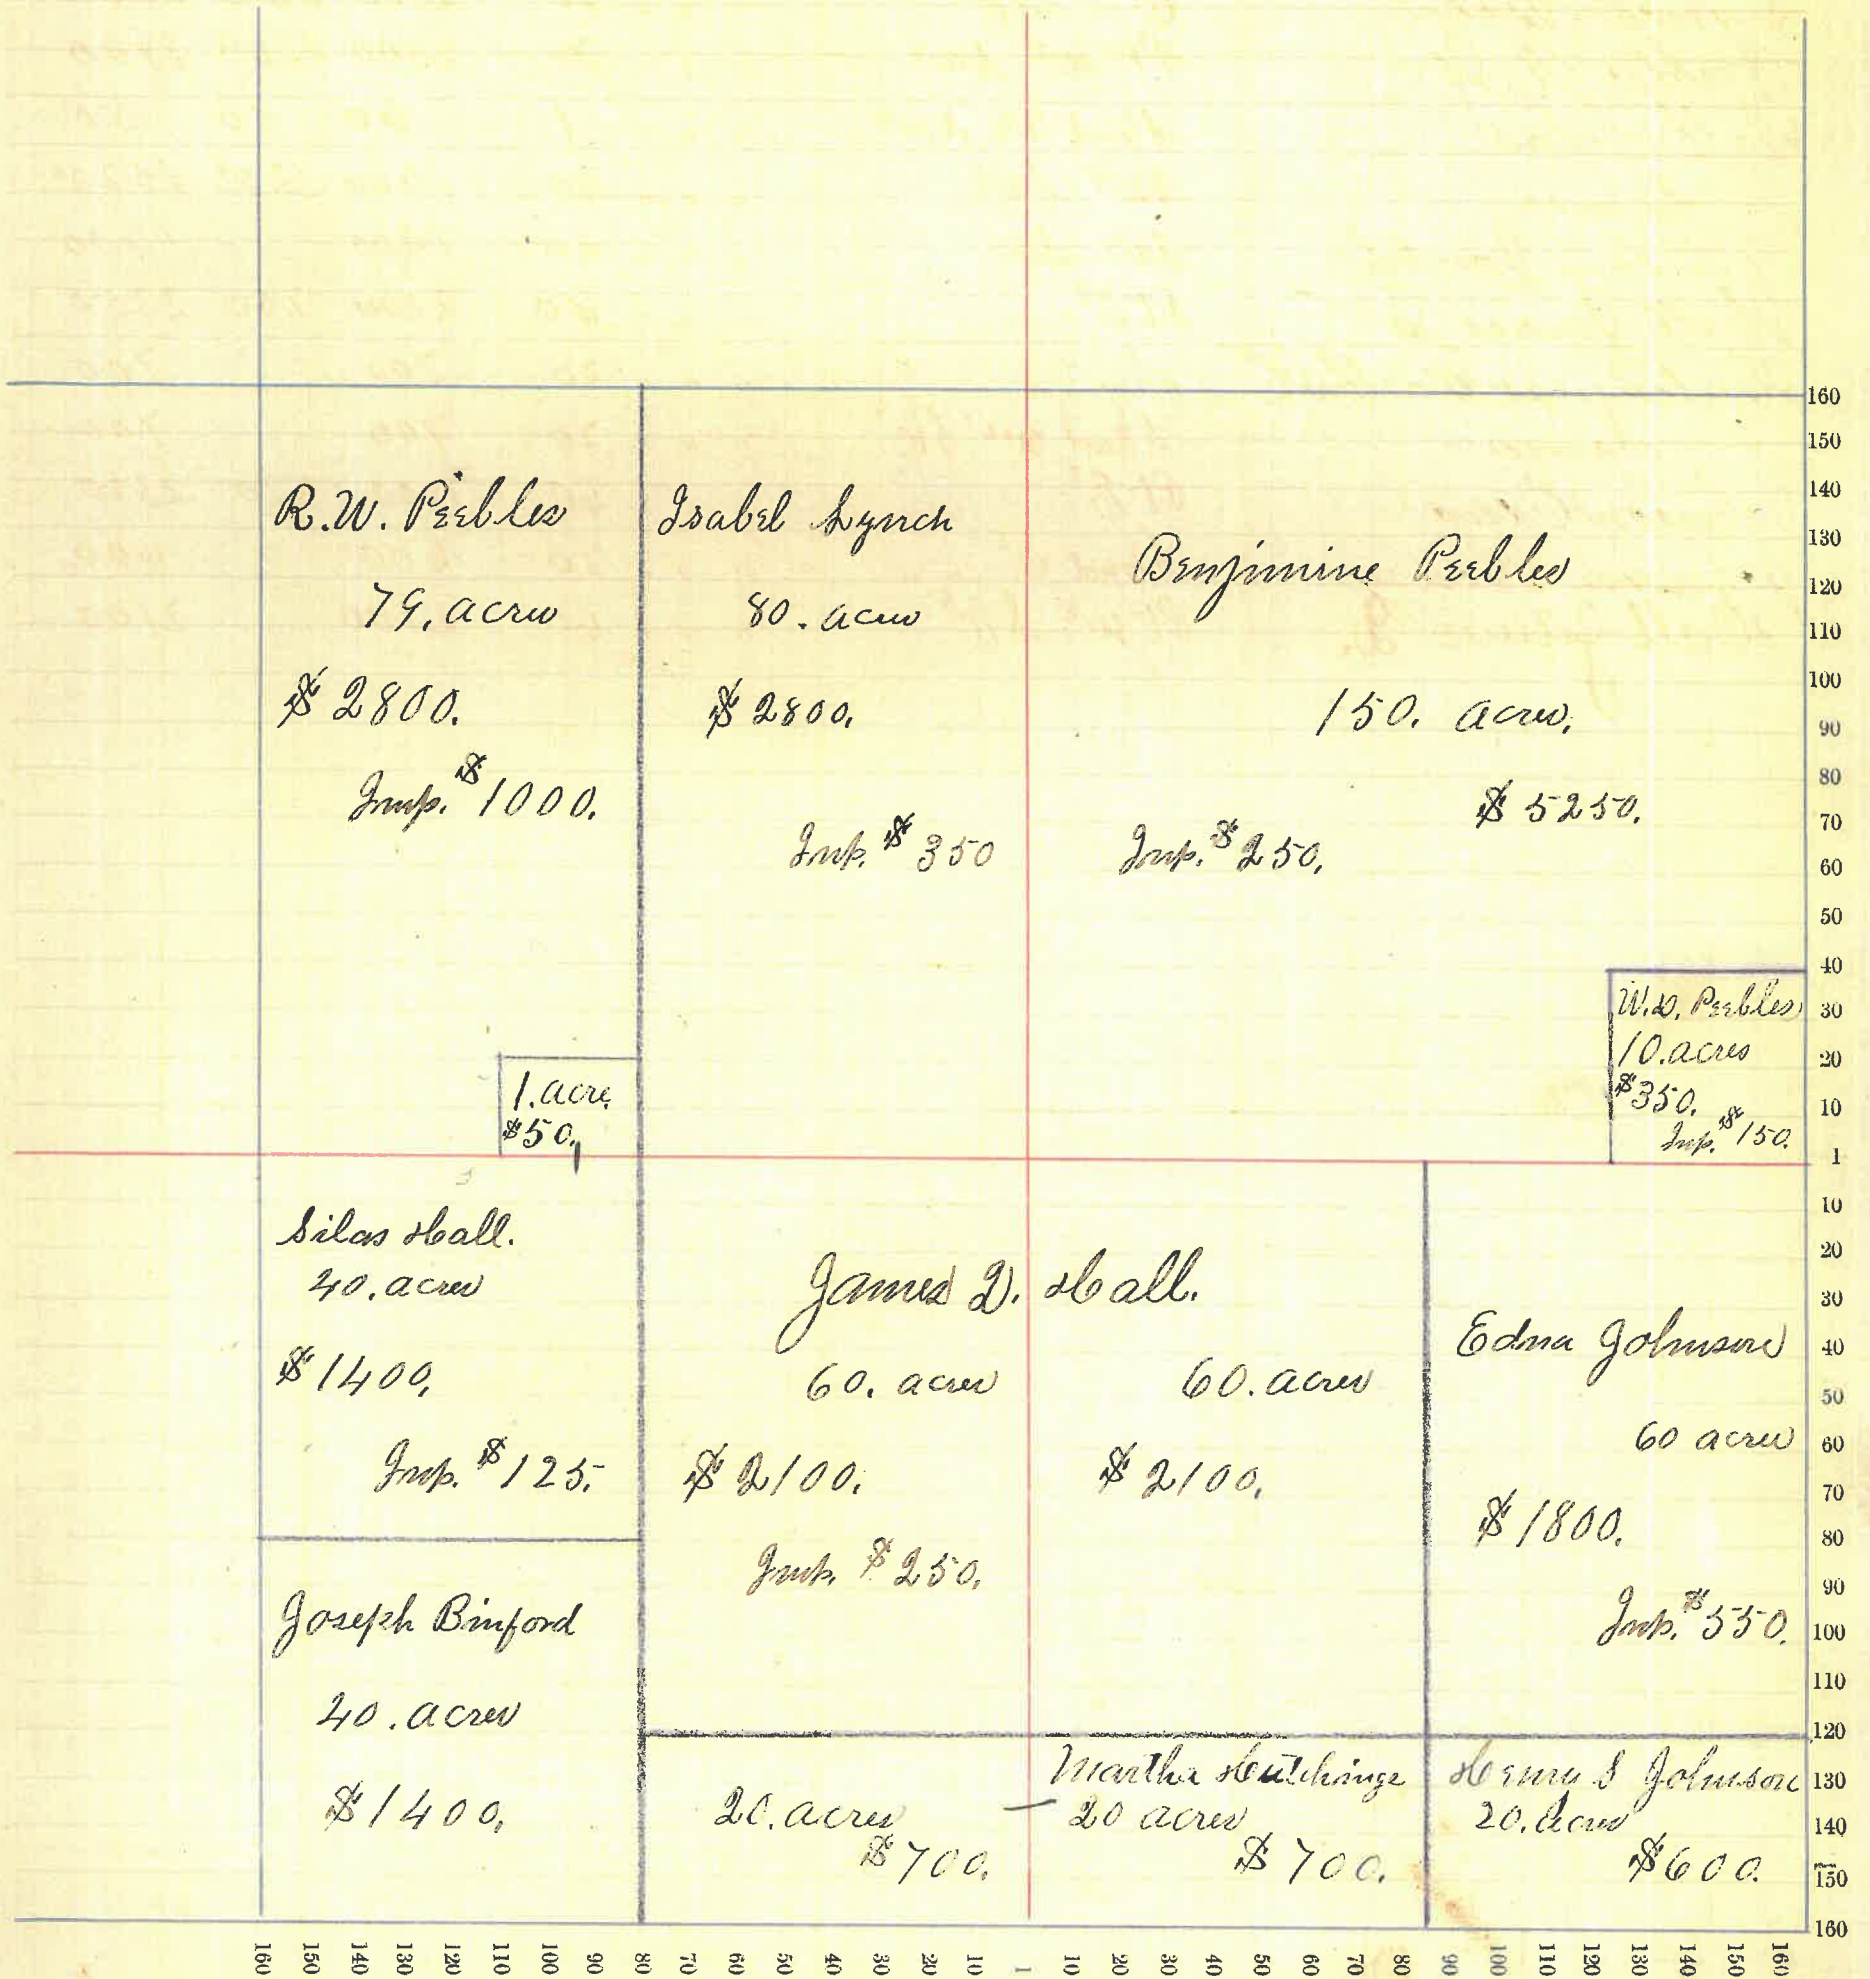 R.W. Peebles
79. acres
$2800.
Imp. $1000.
1. acre
$50.
Isabel Lynch
80. acres
$2800.
Imp. $350
Benjimine Peebles
150. acres.
$5250.
Imp. $250.
Peebles
10. acres
$350.
Imp. $150.
Silas Hall.
40. acres
$1400.
Imp. $125.
Joseph Binford
40. acres
$1400.
James D. Hall.
60. acres
$2100.
Imp. $250.
60. acres
$2100.
Edna Johnson
60 acres
$1800.
Imp. $550.
20. acres
$700.
Martha Hutchings
20 acres
$700.
Henry S Johnson
20. acres
$600.
160
150
140
130
120
110
100
90
80
70
60
50
40
30
20
10
1
10
20
30
40
50
60
70
80
90
100
110
120
130
140
150
160
160 150 140 130 120 110 100 90 80 70 60 50 40 30 20 10 1 10 20 30 40 50 60 70 80 90 100 110 120 130 140 150 160